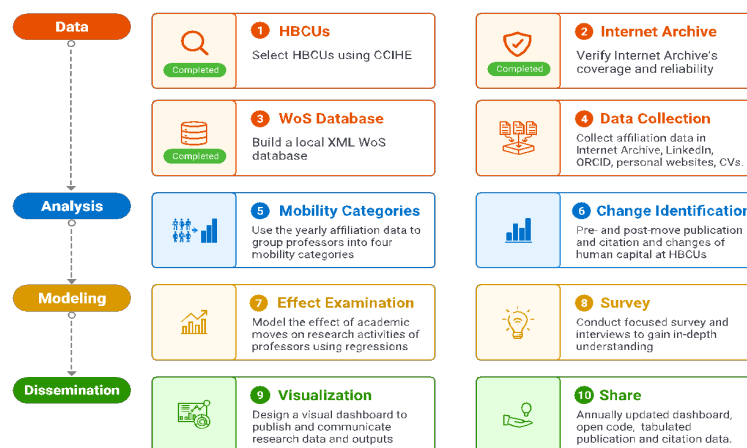 Data
1 HBCUs
Select HBCUs using CCIHE
Completed
2 Internet Archive
Verify Internet Archive's
coverage and reliability
Completed
3 WoS Database
Build a local XML WoS
database
Completed
4 Data Collection
Collect affiliation data in
Internet Archive, LinkedIn,
ORCID, personal websites, CVs.
Analysis
5 Mobility Categories
Use the yearly affiliation data to
group professors into four
mobility categories
6 Change Identification
Pre- and post-move publication
and citation and changes of
human capital at HBCUs
Modeling
7 Effect Examination
Model the effect of academic
moves on research activities of
professors using regressions
8 Survey
Conduct focused survey and
interviews to gain in-depth
understanding
Dissemination
9 Visualization
Design a visual dashboard to
publish and communicate
research data and outputs
10 Share
Annually updated dashboard,
open code, tabulated
publication and citation data.